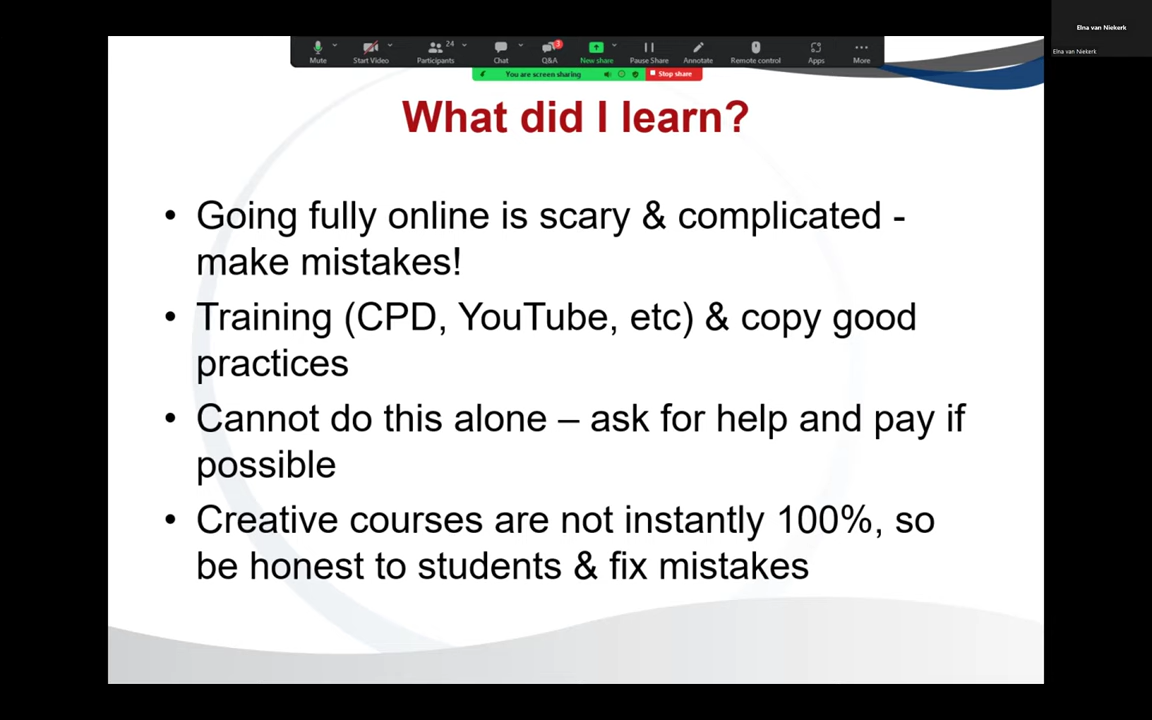 Elna van Niekerk
Elna van Niekerk
24
3
Mute
Start Video
Participants
Chat
Q&A
New share
Pause Share
Annotate
Remote control
Apps
More
You are screen sharing
Stop share
What did I learn?
• Going fully online is scary & complicated -
make mistakes!
• Training (CPD, YouTube, etc) & copy good
practices
• Cannot do this alone – ask for help and pay if
possible
• Creative courses are not instantly 100%, so
be honest to students & fix mistakes